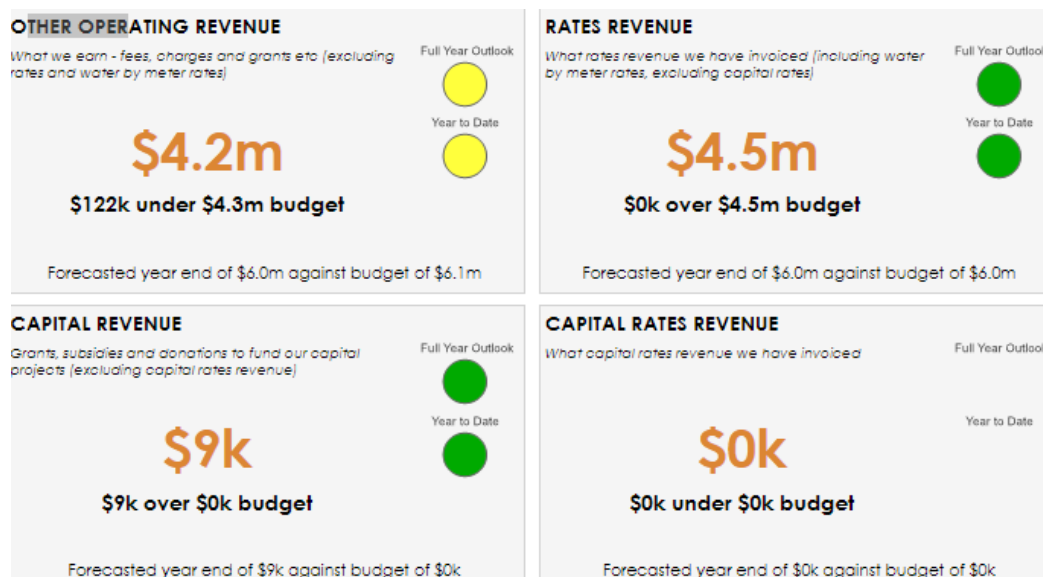 OTHER OPERATING REVENUE
What we earn - fees, charges and grants etc (excluding
rates and water by meter rates)
Full Year Outlook
Year to Date
$4.2m
$122k under $4.3m budget
Forecasted year end of $6.0m against budget of $6.1m
RATES REVENUE
What rates revenue we have invoiced (including water
by meter rates, excluding capital rates)
Full Year Outlook
Year to Date
$4.5m
$0k over $4.5m budget
Forecasted year end of $6.0m against budget of $6.0m
CAPITAL REVENUE
Grants, subsidies and donations to fund our capital
projects (excluding capital rates revenue)
Full Year Outlook
Year to Date
$9k
$9k over $0k budget
Forecasted year end of $9k against budget of $0k
CAPITAL RATES REVENUE
What capital rates revenue we have invoiced
Full Year Outlook
Year to Date
$0k
$0k under $0k budget
Forecasted year end of $0k against budget of $0k